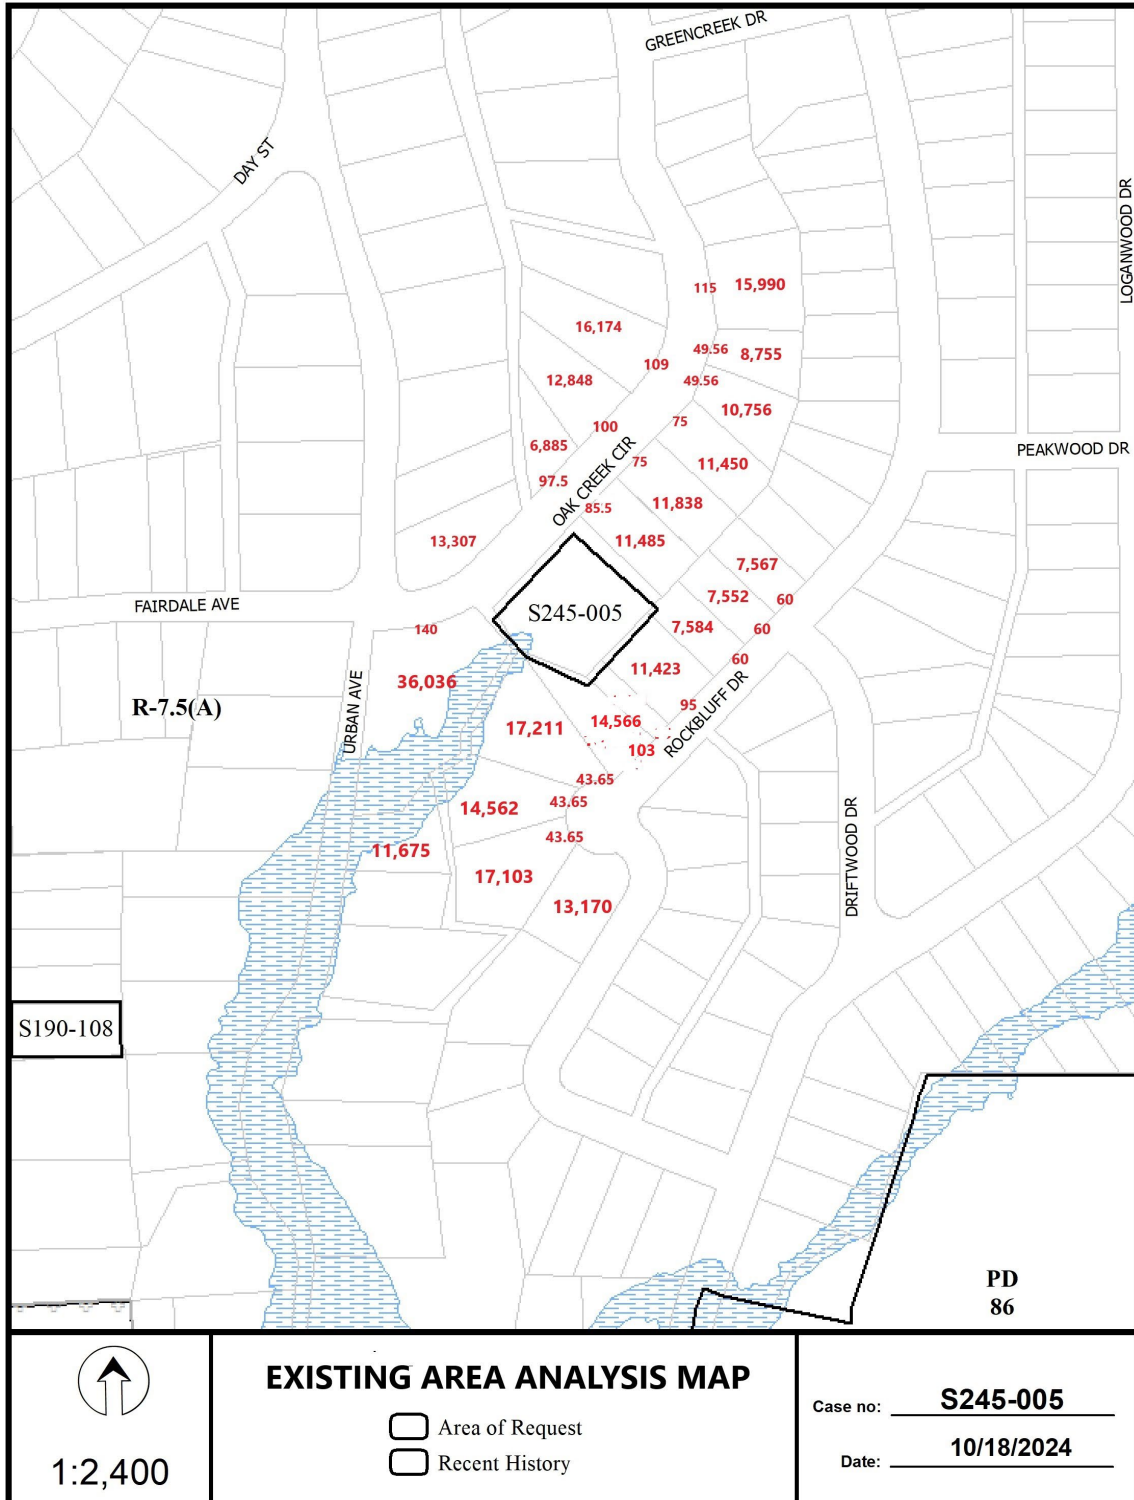 GREENCREEK DR
DAY ST
LOGANWOOD DR
115
15,990
16,174
49.56
8,755
109
12,848
49.56
10,756
75
100
PEAKWOOD DR
6,885
OAK CREEK CIR
75
11,450
97.5
85.5
11,838
13,307
11,485
7,567
FAIRDALE AVE
S245-005
7,552
60
140
7,584
60
36,036
11,423
60
R-7.5(A)
URBAN AVE
95
ROCKBLUFF DR
17,211
14,566
103
43.65
14,562
43.65
43.65
11,675
DRIFTWOOD DR
17,103
13,170
S190-108
PD
86
1:2,400
EXISTING AREA ANALYSIS MAP
Area of Request
Recent History
Case no: S245-005
Date: 10/18/2024